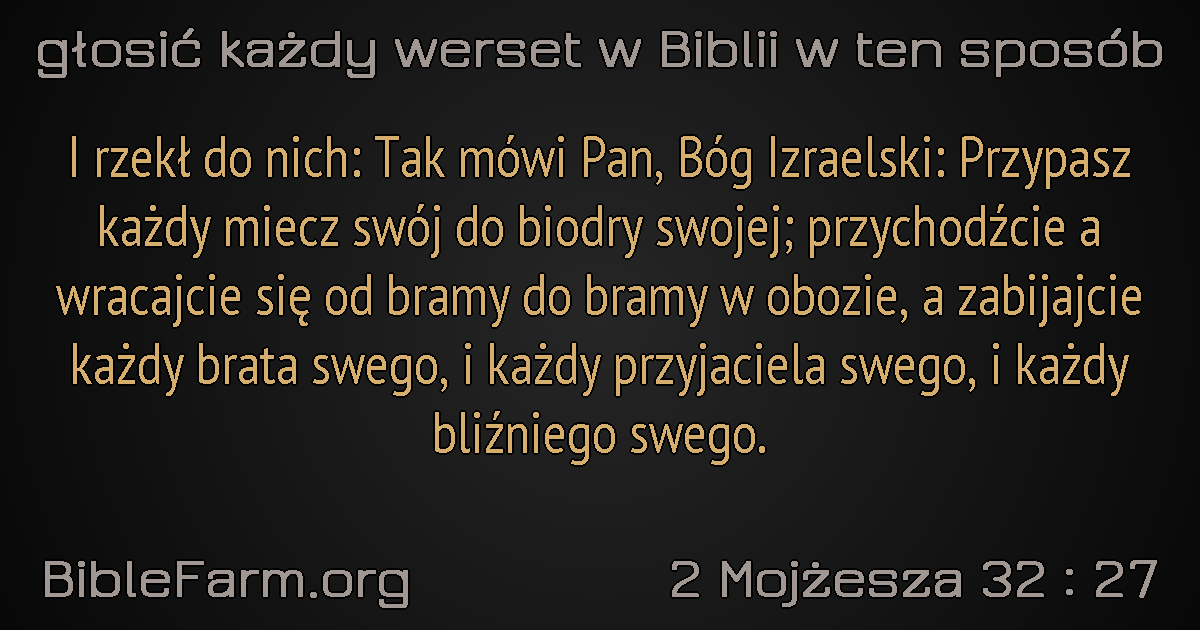 głosić każdy werset w Biblii w ten sposób
I rzekł do nich: Tak mówi Pan, Bóg Izraelski: Przypasz
każdy miecz swój do biodry swojej; przychodźcie a
wracajcie się od bramy do bramy w obozie, a zabijajcie
każdy brata swego, i każdy przyjaciela swego, i każdy
bliźniego swego.
BibleFarm.org
2 Mojżesza 32 : 27